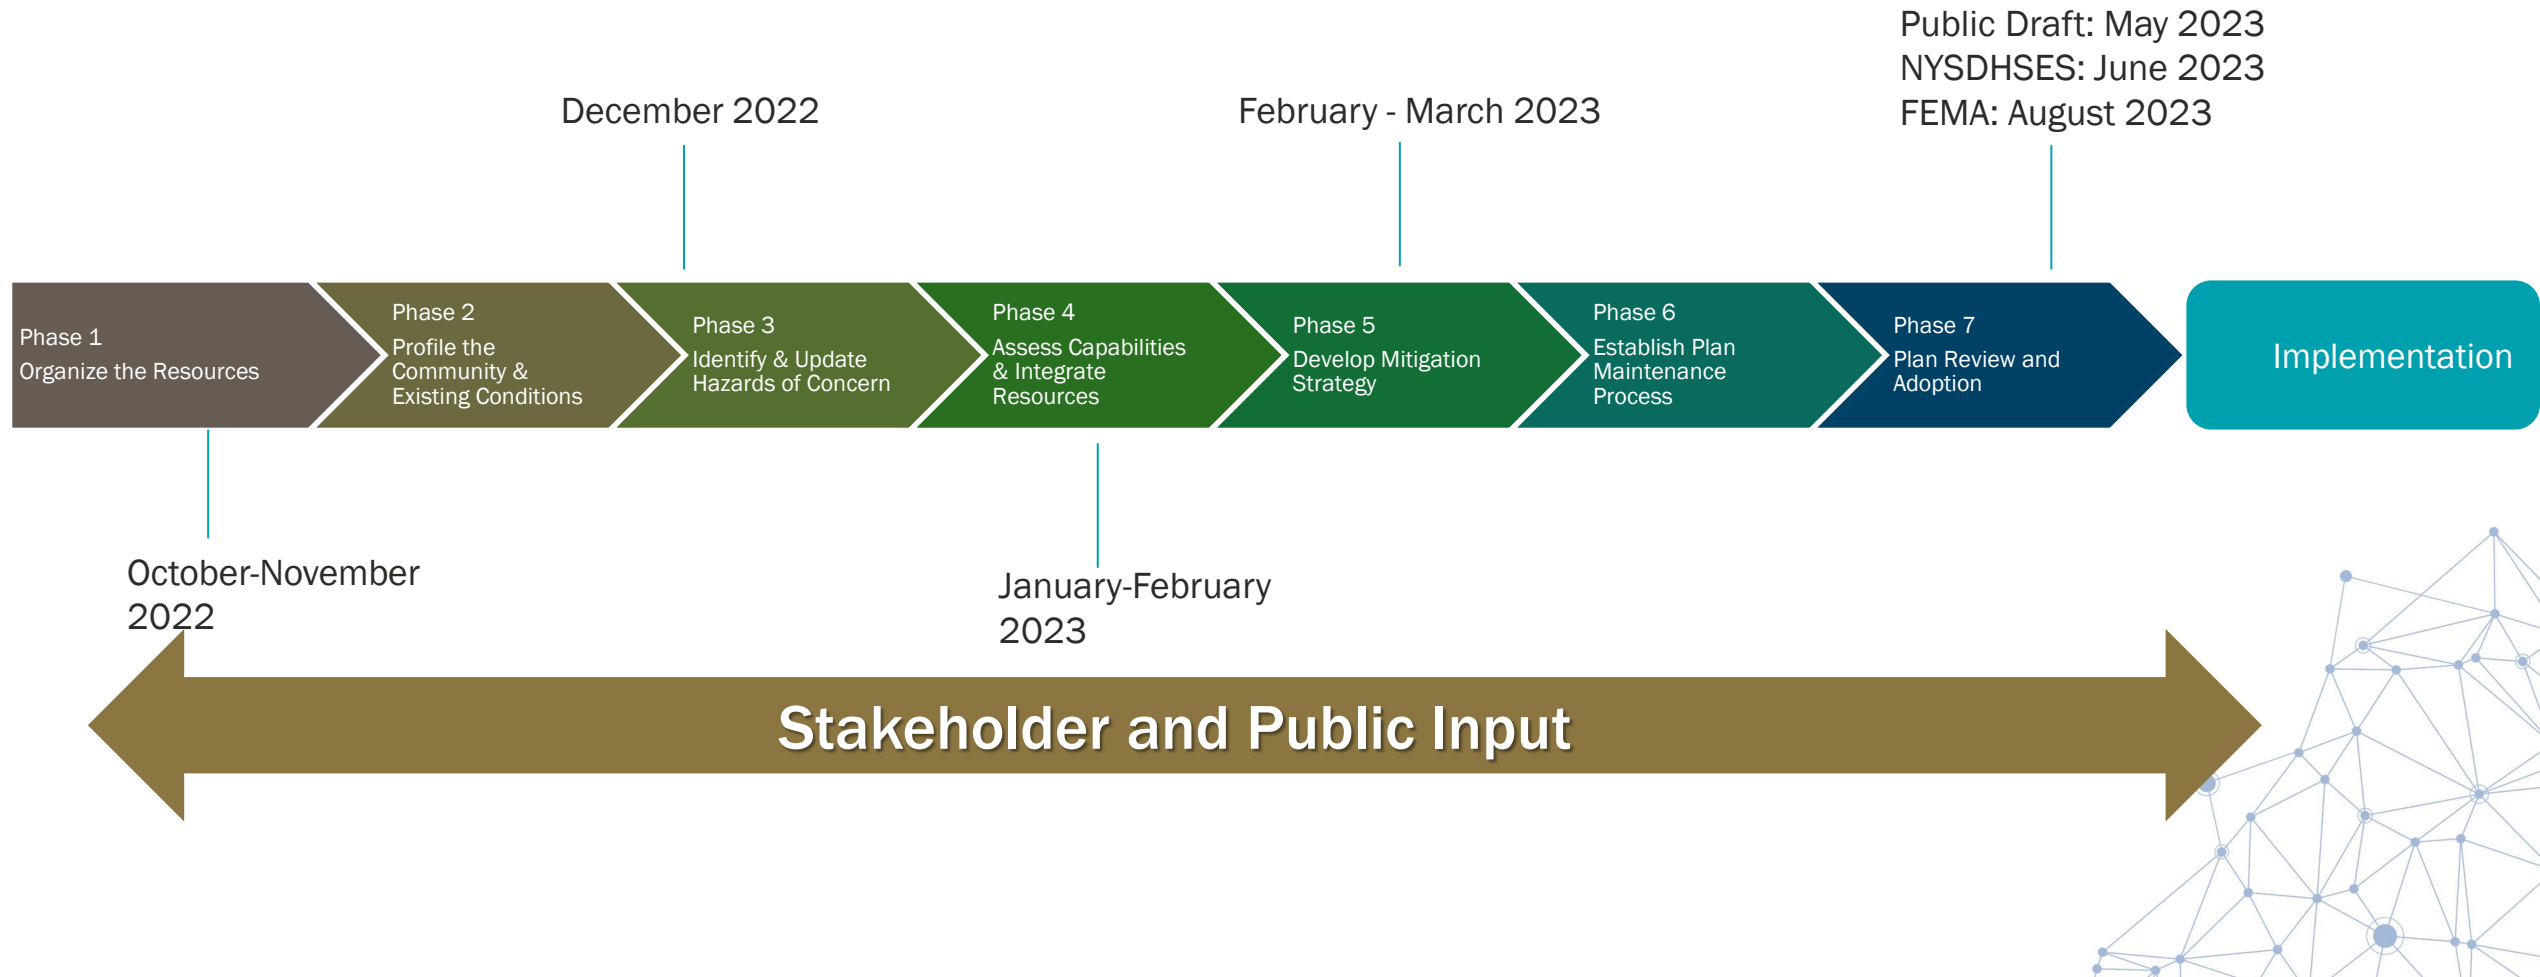 Public Draft: May 2023
NYSDHSES: June 2023
FEMA: August 2023
December 2022
February - March 2023
Phase 1
Organize the Resources
Phase 2
Profile the
Community &
Existing Conditions
Phase 3
Identify & Update
Hazards of Concern
Phase 4
Assess Capabilities
& Integrate
Resources
Phase 5
Develop Mitigation
Strategy
Phase 6
Establish Plan
Maintenance
Process
Phase 7
Plan Review and
Adoption
Implementation
October-November
2022
January-February
2023
Stakeholder and Public Input